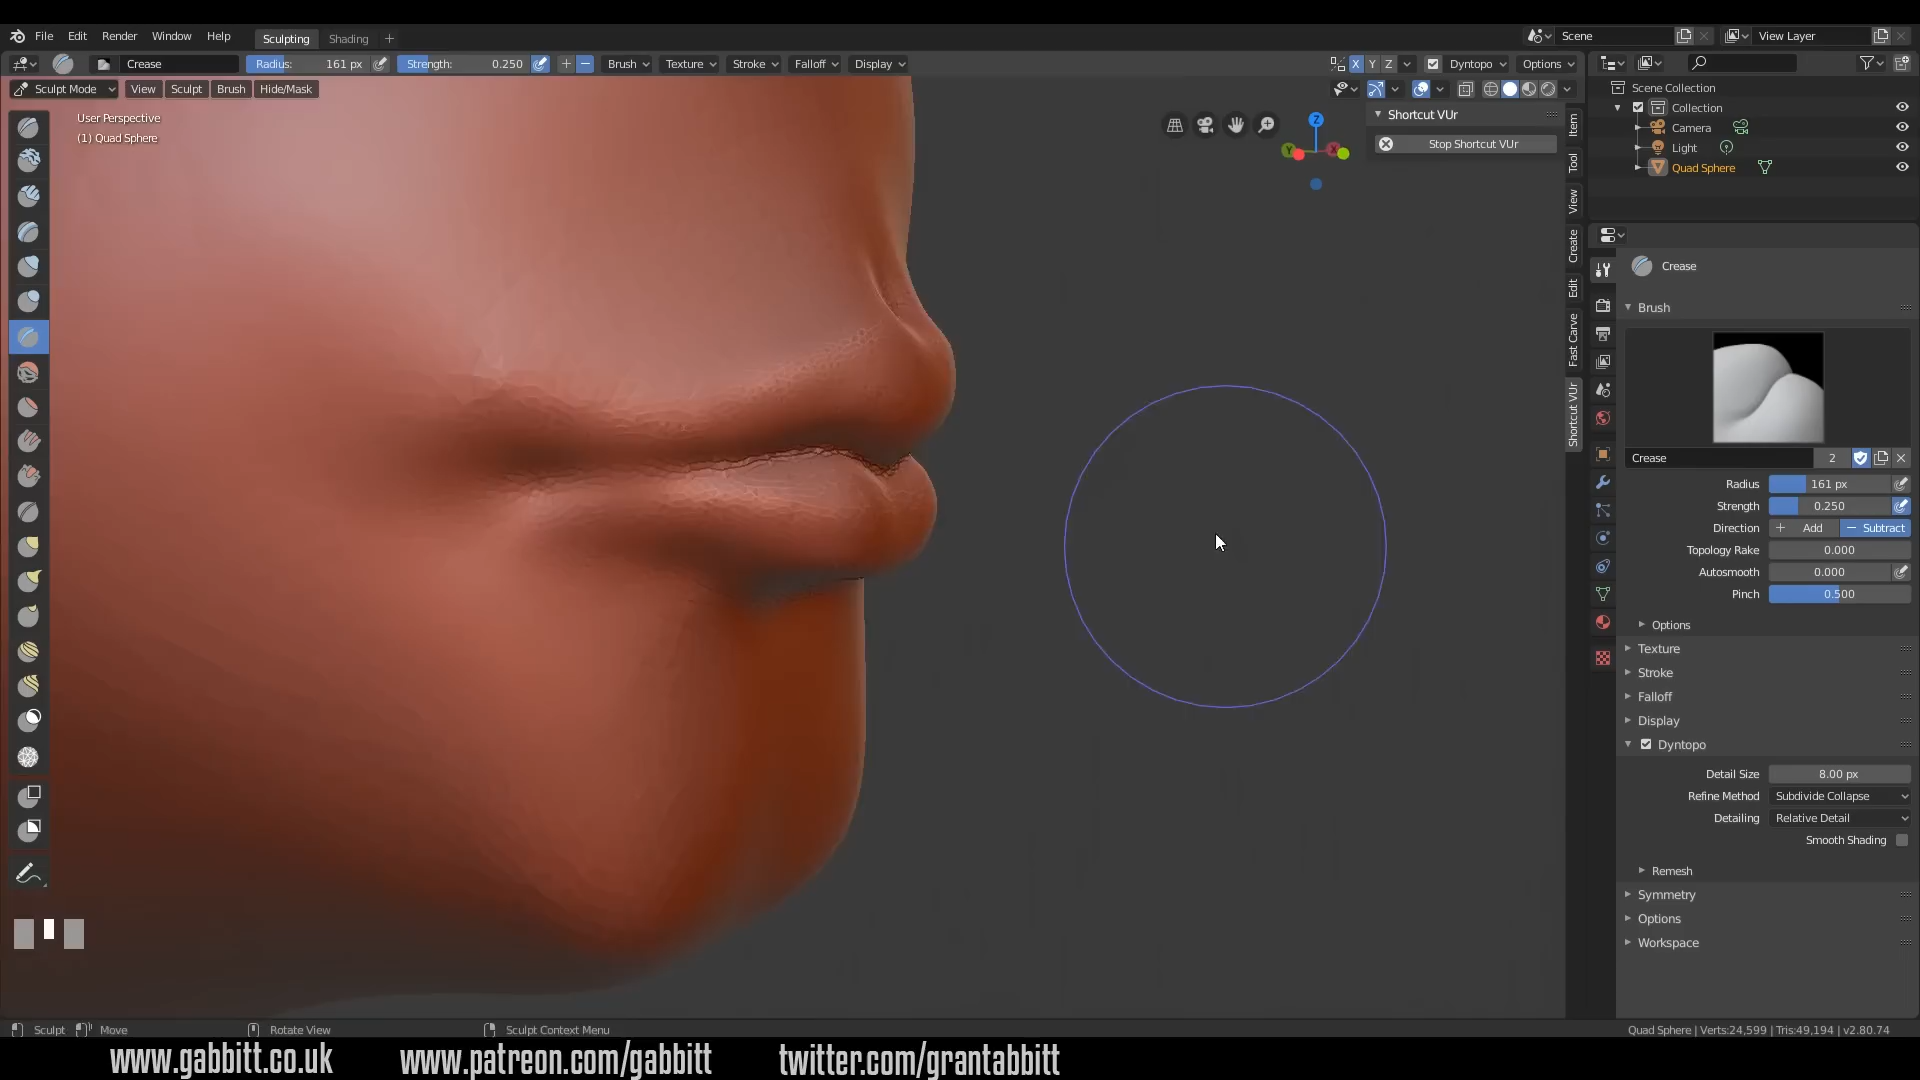 File Edit Render Window Help Sculpting Shading + Scene View Layer
Crease Radius: 161 px Strength: 0.250 Brush Texture Stroke Falloff Display X Y Z Dyntopo Options
Sculpt Mode View Sculpt Brush Hide/Mask
User Perspective
(1) Quad Sphere
Z
Y
X
Shortcut VUr
Stop Shortcut VUr
Item
Tool
View
Create
Edit
Fast Carve
Shortcut VUr
Scene Collection
Collection
Camera
Light
Quad Sphere
Crease
Brush
Crease 2
Radius 161 px
Strength 0.250
Direction Add Subtract
Topology Rake 0.000
Autosmooth 0.000
Pinch 0.500
Options
Texture
Stroke
Falloff
Display
Dyntopo
Detail Size 8.00 px
Refine Method Subdivide Collapse
Detailing Relative Detail
Smooth Shading
Remesh
Symmetry
Options
Workspace
Sculpt Move Rotate View Sculpt Context Menu Quad Sphere | Verts:24,599 | Tris:49,194 | v2.80.74
www.gabbitt.co.uk www.patreon.com/gabbitt twitter.com/grantabbitt